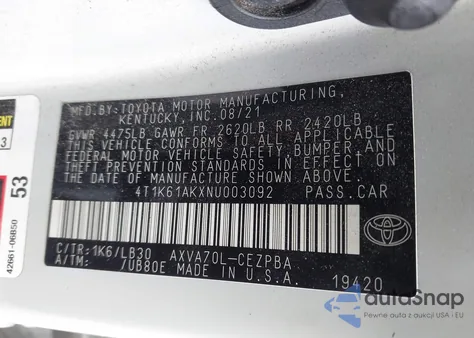 MFD.BY: TOYOTA MOTOR MANUFACTURING,
KENTUCKY, INC. 08/21
GVWR 4475LB GAWR FR 2620LB RR 2420LB
THIS VEHICLE CONFORMS TO ALL APPLICABLE
FEDERAL MOTOR VEHICLE SAFETY, BUMPER AND
THEFT PREVENTION STANDARDS IN EFFECT ON
THE DATE OF MANUFACTURE SHOWN ABOVE.
4T1K61AKXNU003092 PASS.CAR
C/TR:1K6/LB30 AXVA70L-CEZPBA
A/TM: /UB80E MADE IN U.S.A. 19420
TOYOTA
53
42661-06B50
autoSnap
Pewne auta z aukcji USA i EU